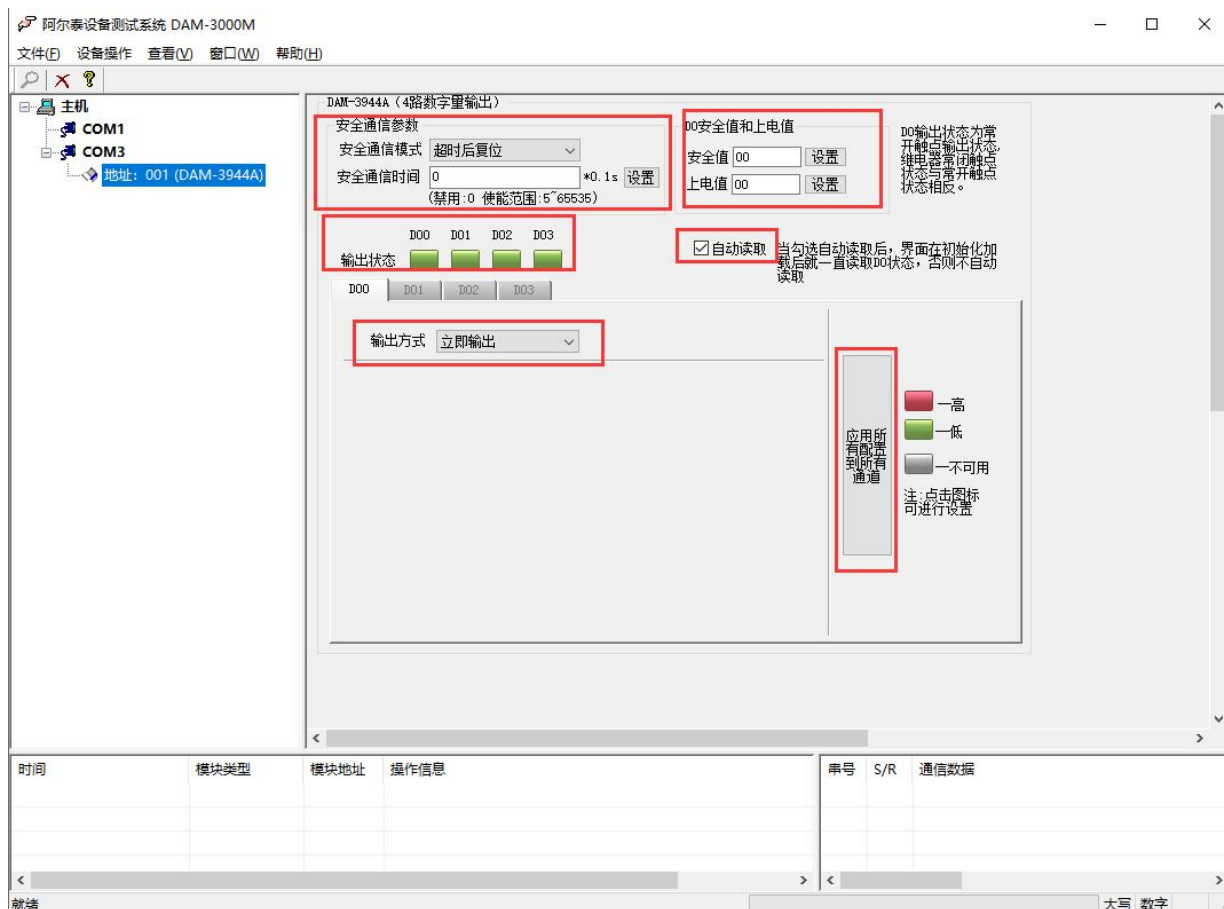 阿尔泰设备测试系统 DAM-3000M
文件(F) 设备操作 查看(V) 窗口(W) 帮助(H)
主机
COM1
COM3
地址: 001 (DAM-3944A)
DAM-3944A (4路数字量输出)
安全通信参数
安全通信模式 超时后复位
安全通信时间 0 *0.1s 设置
(禁用:0 使能范围:5~65535)
DO安全值和上电值
安全值 00 设置
上电值 00 设置
DO输出状态为常
开触点输出状态,
继电器常闭触点
状态与常开触点
状态相反。
DO0 DO1 DO2 DO3
输出状态
自动读取
当勾选自动读取后, 界面在初始化加
载后就一直读取DO状态, 否则不自动
读取
DO0 DO1 DO2 DO3
输出方式 立即输出
应用所
有配置
到所有
通道
—高
—低
—不可用
注:点击图标
可进行设置
时间 模块类型 模块地址 操作信息
串号 S/R 通信数据
就绪
大写 数字